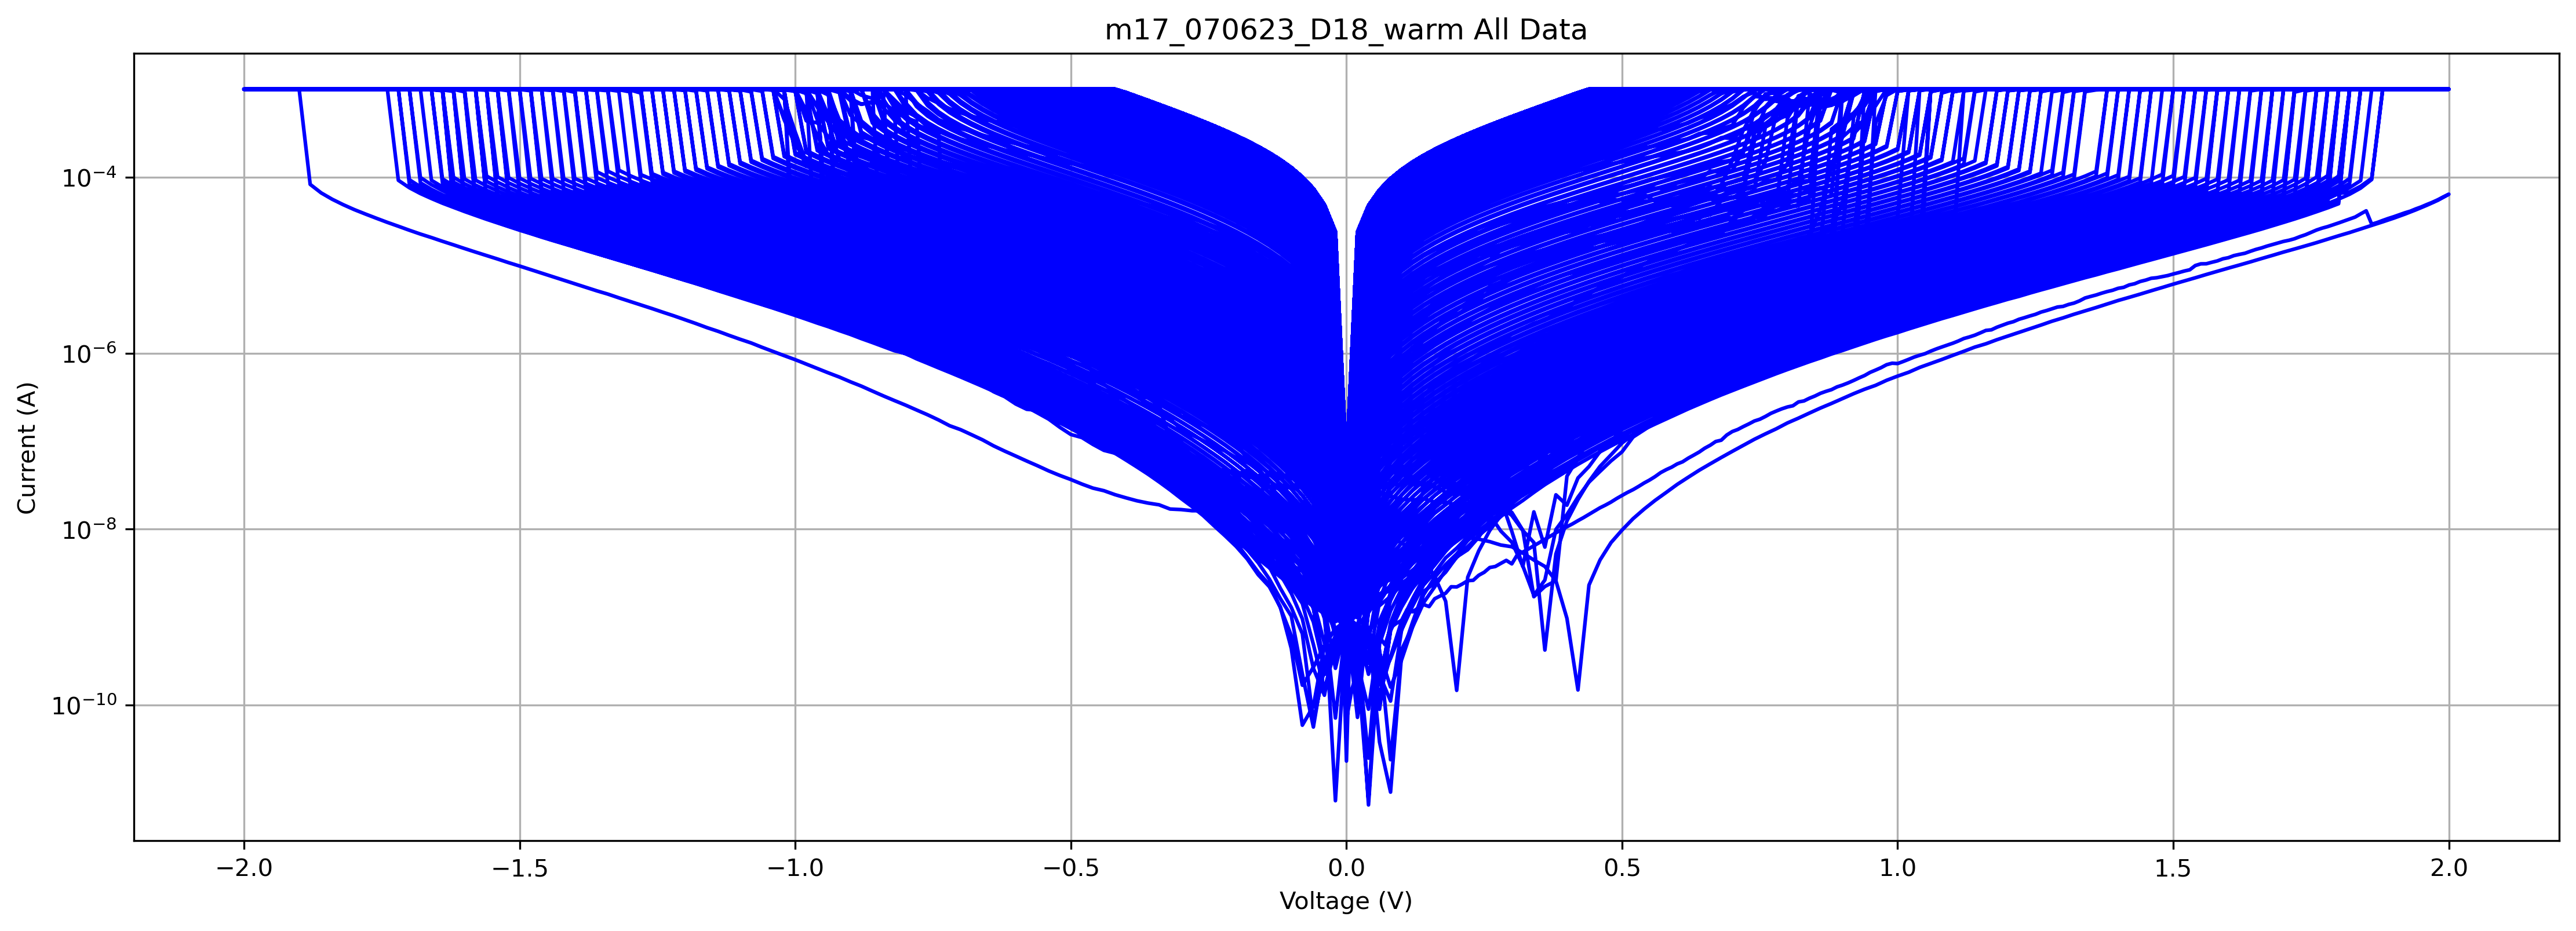 m17_070623_D18_warm All Data
Current (A)
10⁻⁴
10⁻⁶
10⁻⁸
10⁻¹⁰
−2.0 −1.5 −1.0 −0.5 0.0 0.5 1.0 1.5 2.0
Voltage (V)